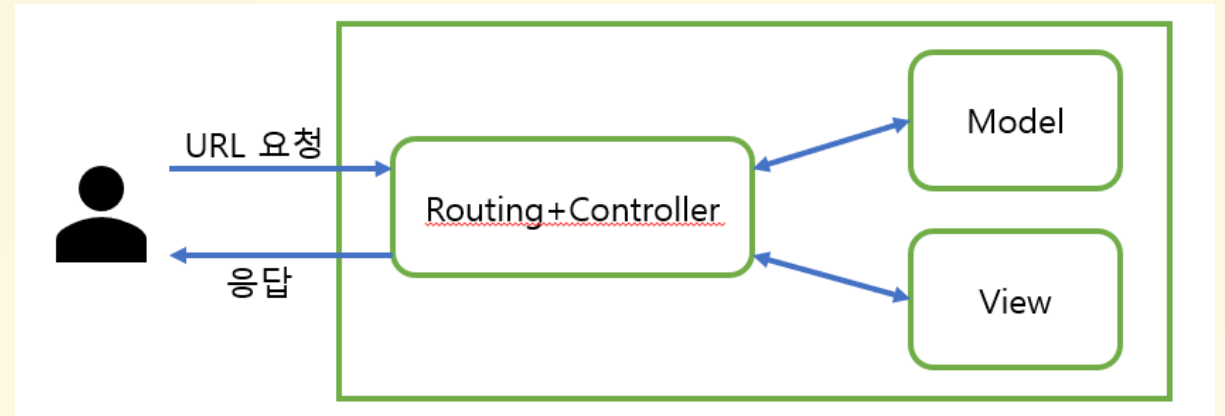 URL 요청
Routing+Controller
응답
Model
View